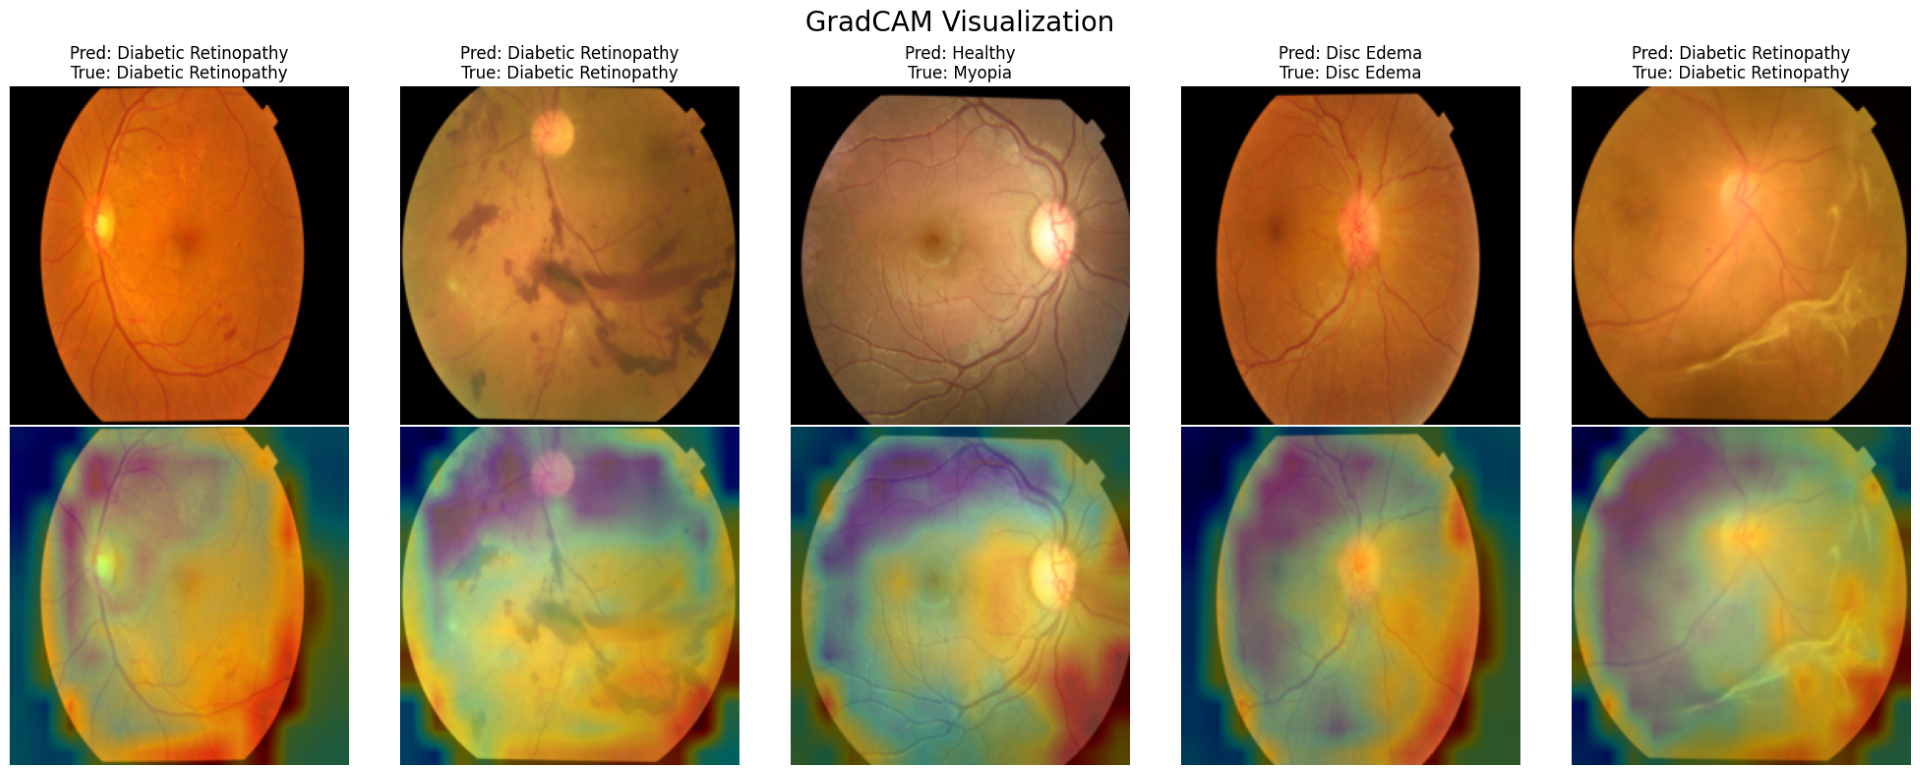 GradCAM Visualization
Pred: Diabetic Retinopathy
True: Diabetic Retinopathy
Pred: Diabetic Retinopathy
True: Diabetic Retinopathy
Pred: Healthy
True: Myopia
Pred: Disc Edema
True: Disc Edema
Pred: Diabetic Retinopathy
True: Diabetic Retinopathy